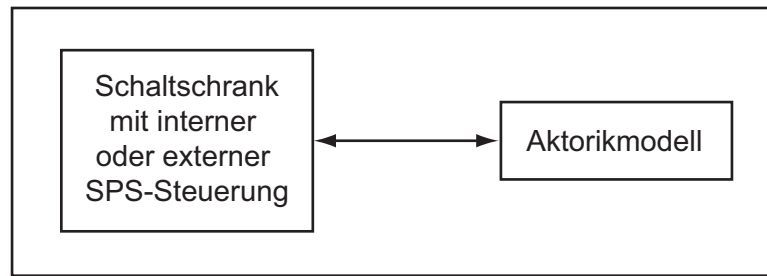 Schaltschrank
mit interner
oder externer
SPS-Steuerung
Aktorikmodell